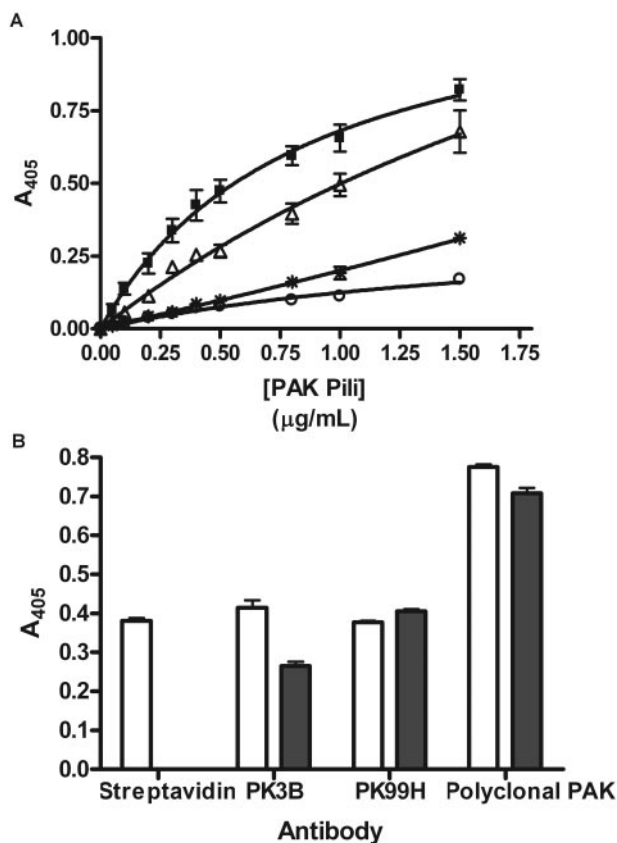 A
1.00
0.75
0.50
0.25
0.00
A405
0.00 0.25 0.50 0.75 1.00 1.25 1.50 1.75
[PAK Pili]
(μg/mL)
B
0.8
0.7
0.6
0.5
0.4
0.3
0.2
0.1
0.0
A405
Streptavidin PK3B PK99H Polyclonal PAK
Antibody